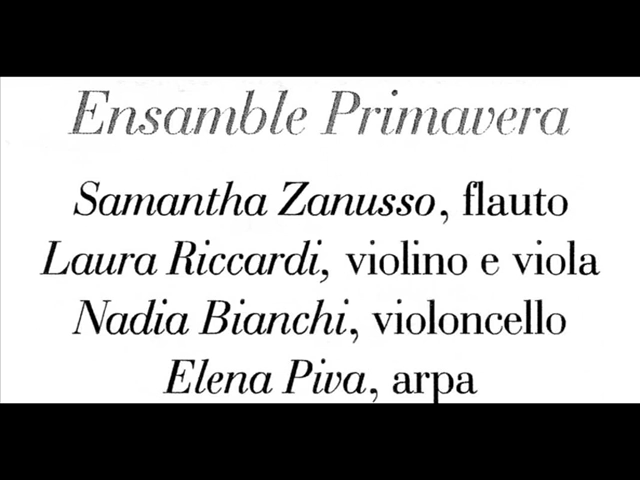 Ensamble Primavera
Samantha Zanusso, flauto
Laura Riccardi, violino e viola
Nadia Bianchi, violoncello
Elena Piva, arpa